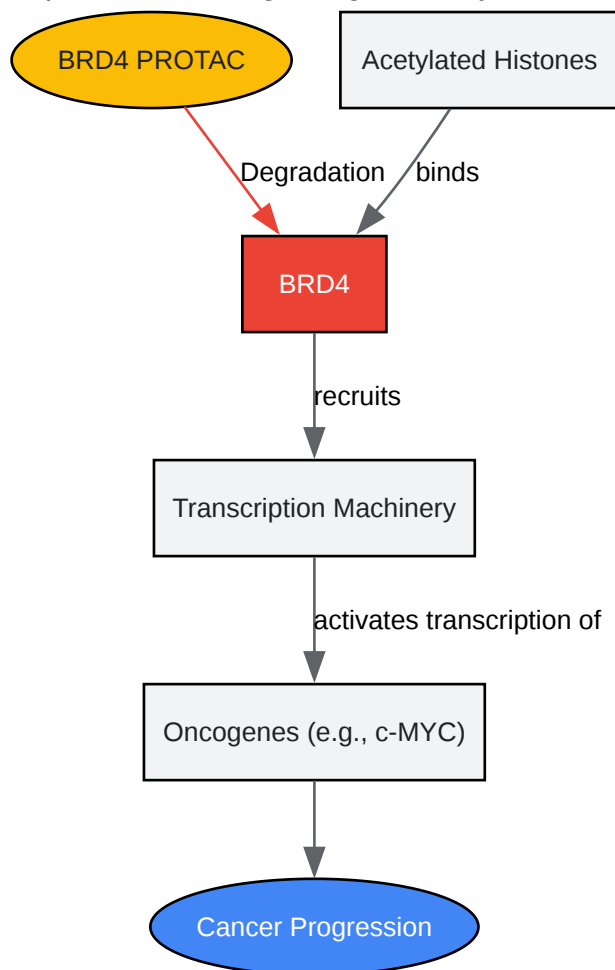 BRD4 PROTAC
Acetylated Histones
Degradation
binds
BRD4
recruits
Transcription Machinery
activates transcription of
Oncogenes (e.g., c-MYC)
Cancer Progression